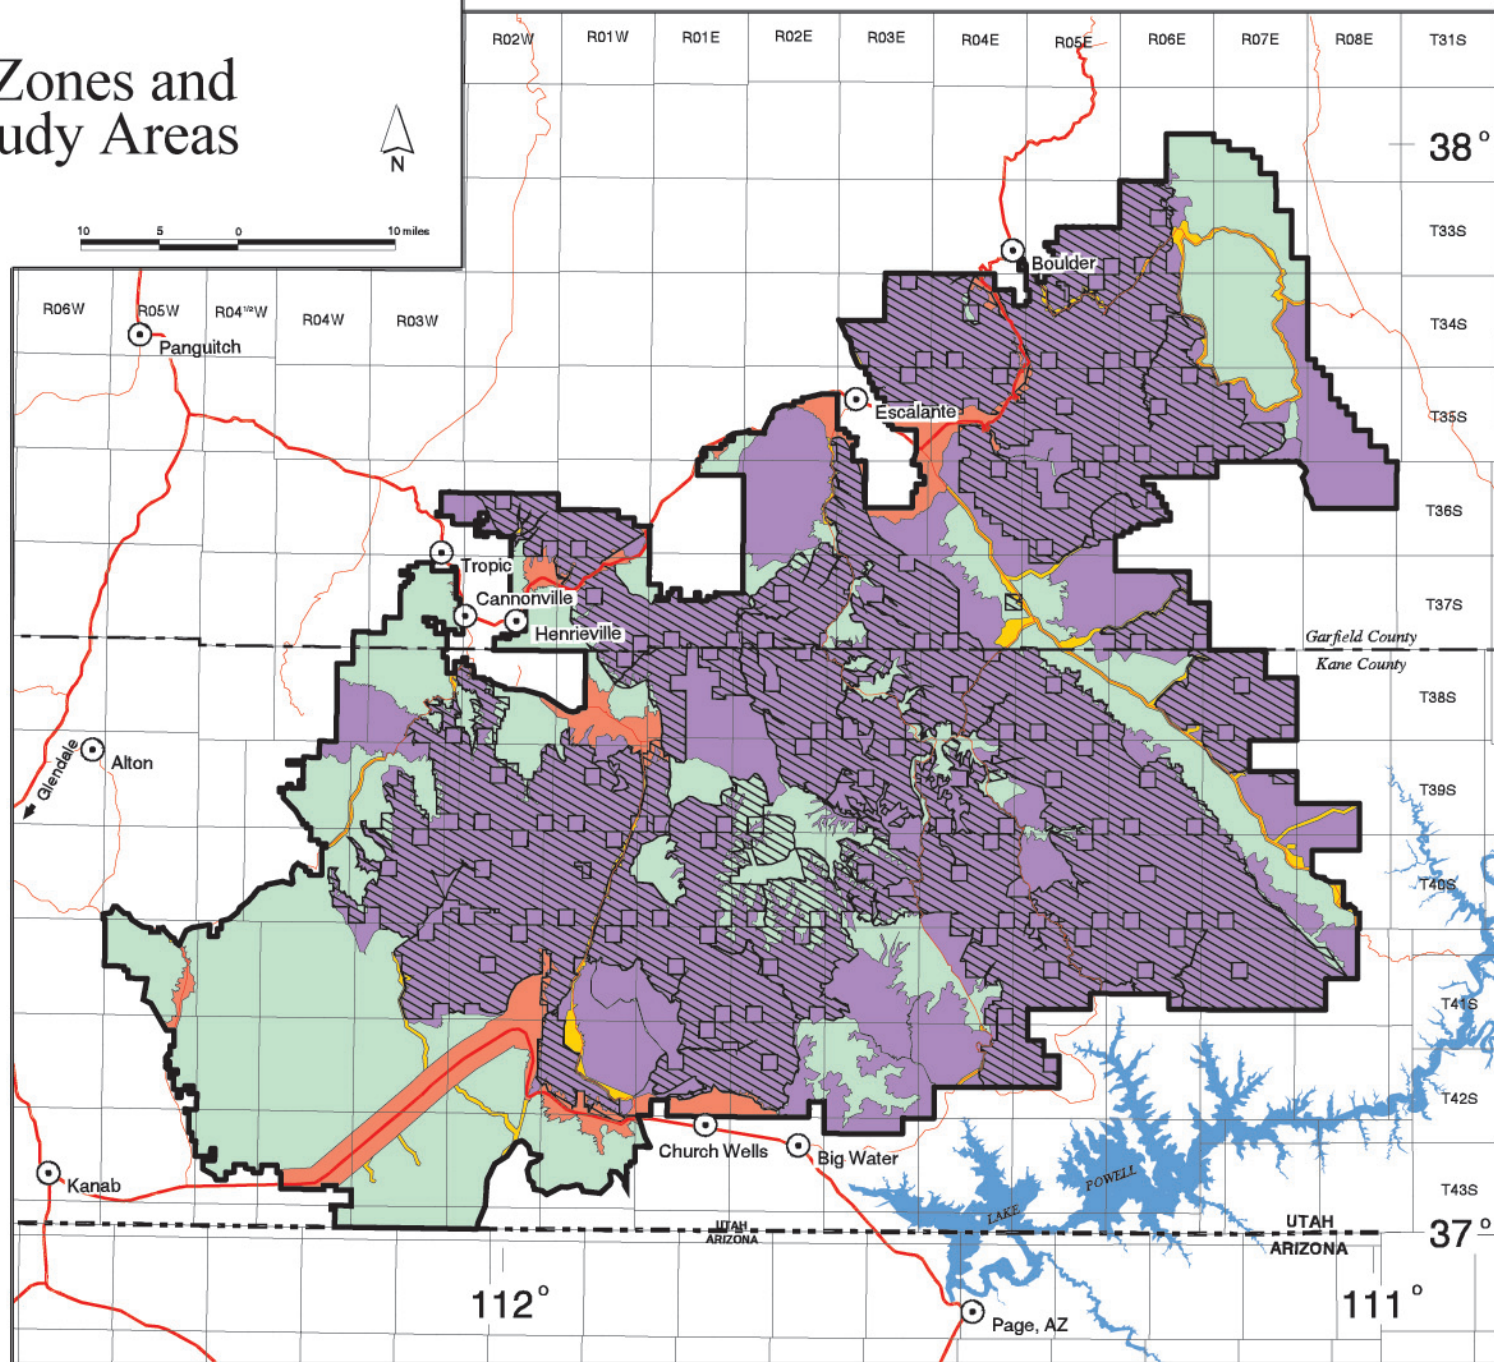 Zones and
udy Areas
N
10 5 0 10 miles
R02W R01W R01E R02E R03E R04E R05E R06E R07E R08E T31S
38°
T33S
Boulder
R06W R05W R04¹/²W R04W R03W
T34S
Panguitch
Escalante
T35S
T36S
Tropic
Cannonville
T37S
Henrieville
Garfield County
Kane County
T38S
Glendale
Alton
T39S
T40S
T41S
T42S
Church Wells
Big Water
Kanab
POWELL
LAKE
T43S
UTAH
ARIZONA
UTAH
ARIZONA
37°
112°
111°
Page, AZ